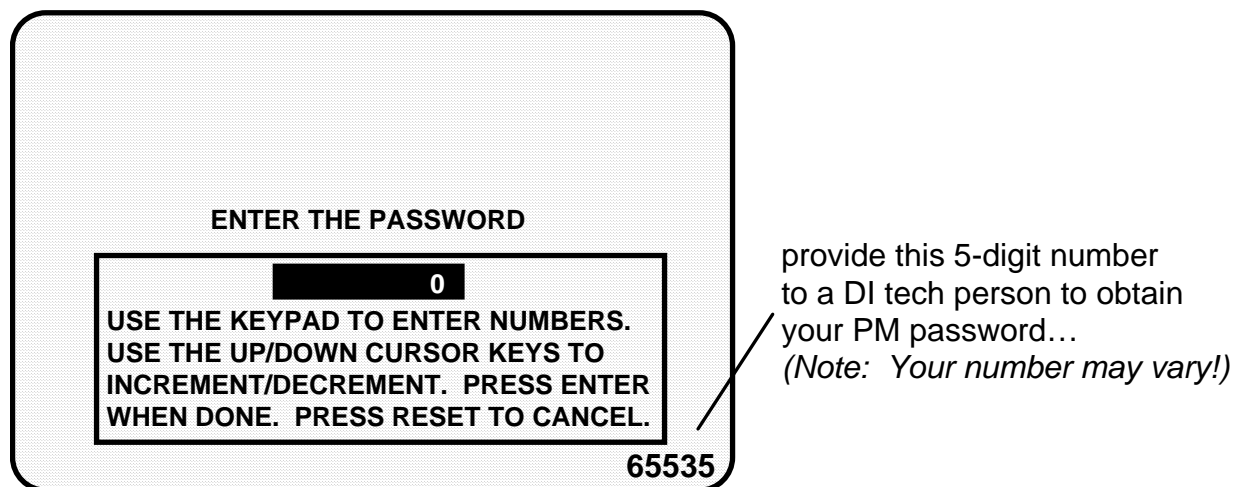 ENTER THE PASSWORD
0
USE THE KEYPAD TO ENTER NUMBERS.
USE THE UP/DOWN CURSOR KEYS TO
INCREMENT/DECREMENT.  PRESS ENTER
WHEN DONE.  PRESS RESET TO CANCEL.
65535
provide this 5-digit number
to a DI tech person to obtain
your PM password…
(Note:  Your number may vary!)